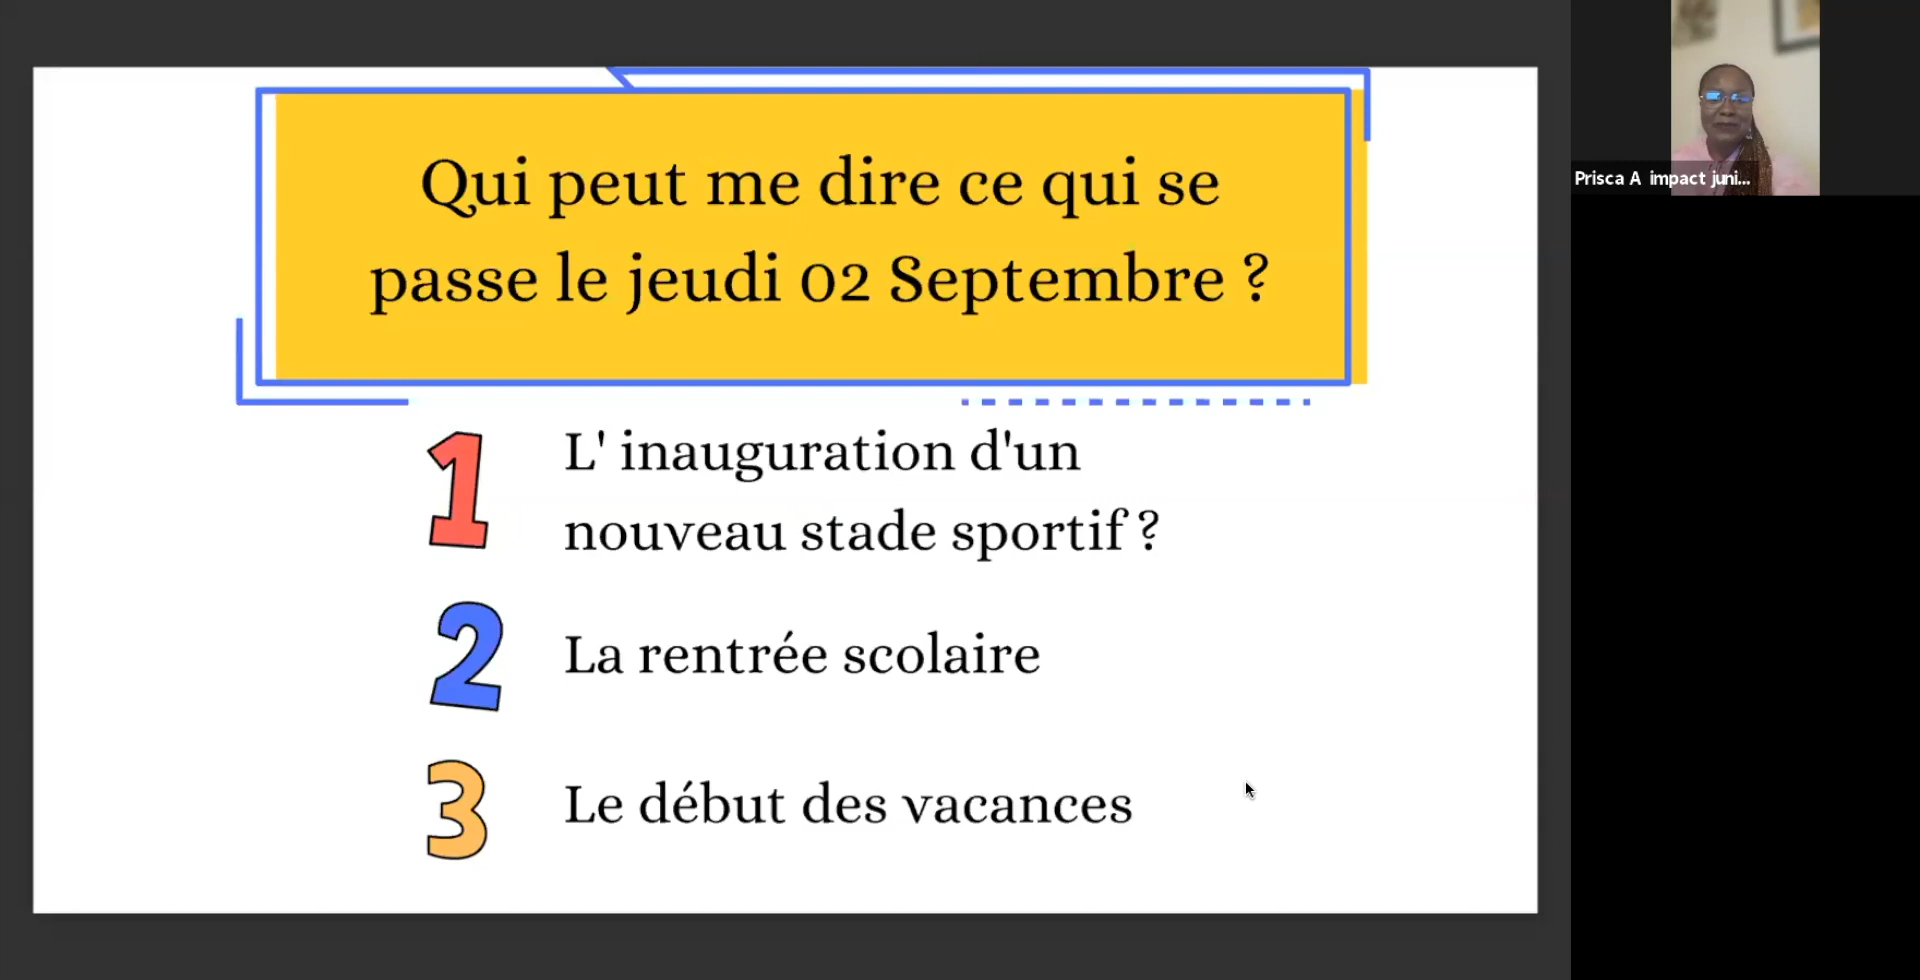 Qui peut me dire ce qui se
passe le jeudi 02 Septembre ?
1 L' inauguration d'un
nouveau stade sportif ?
2 La rentrée scolaire
3 Le début des vacances
Prisca A impact juni...